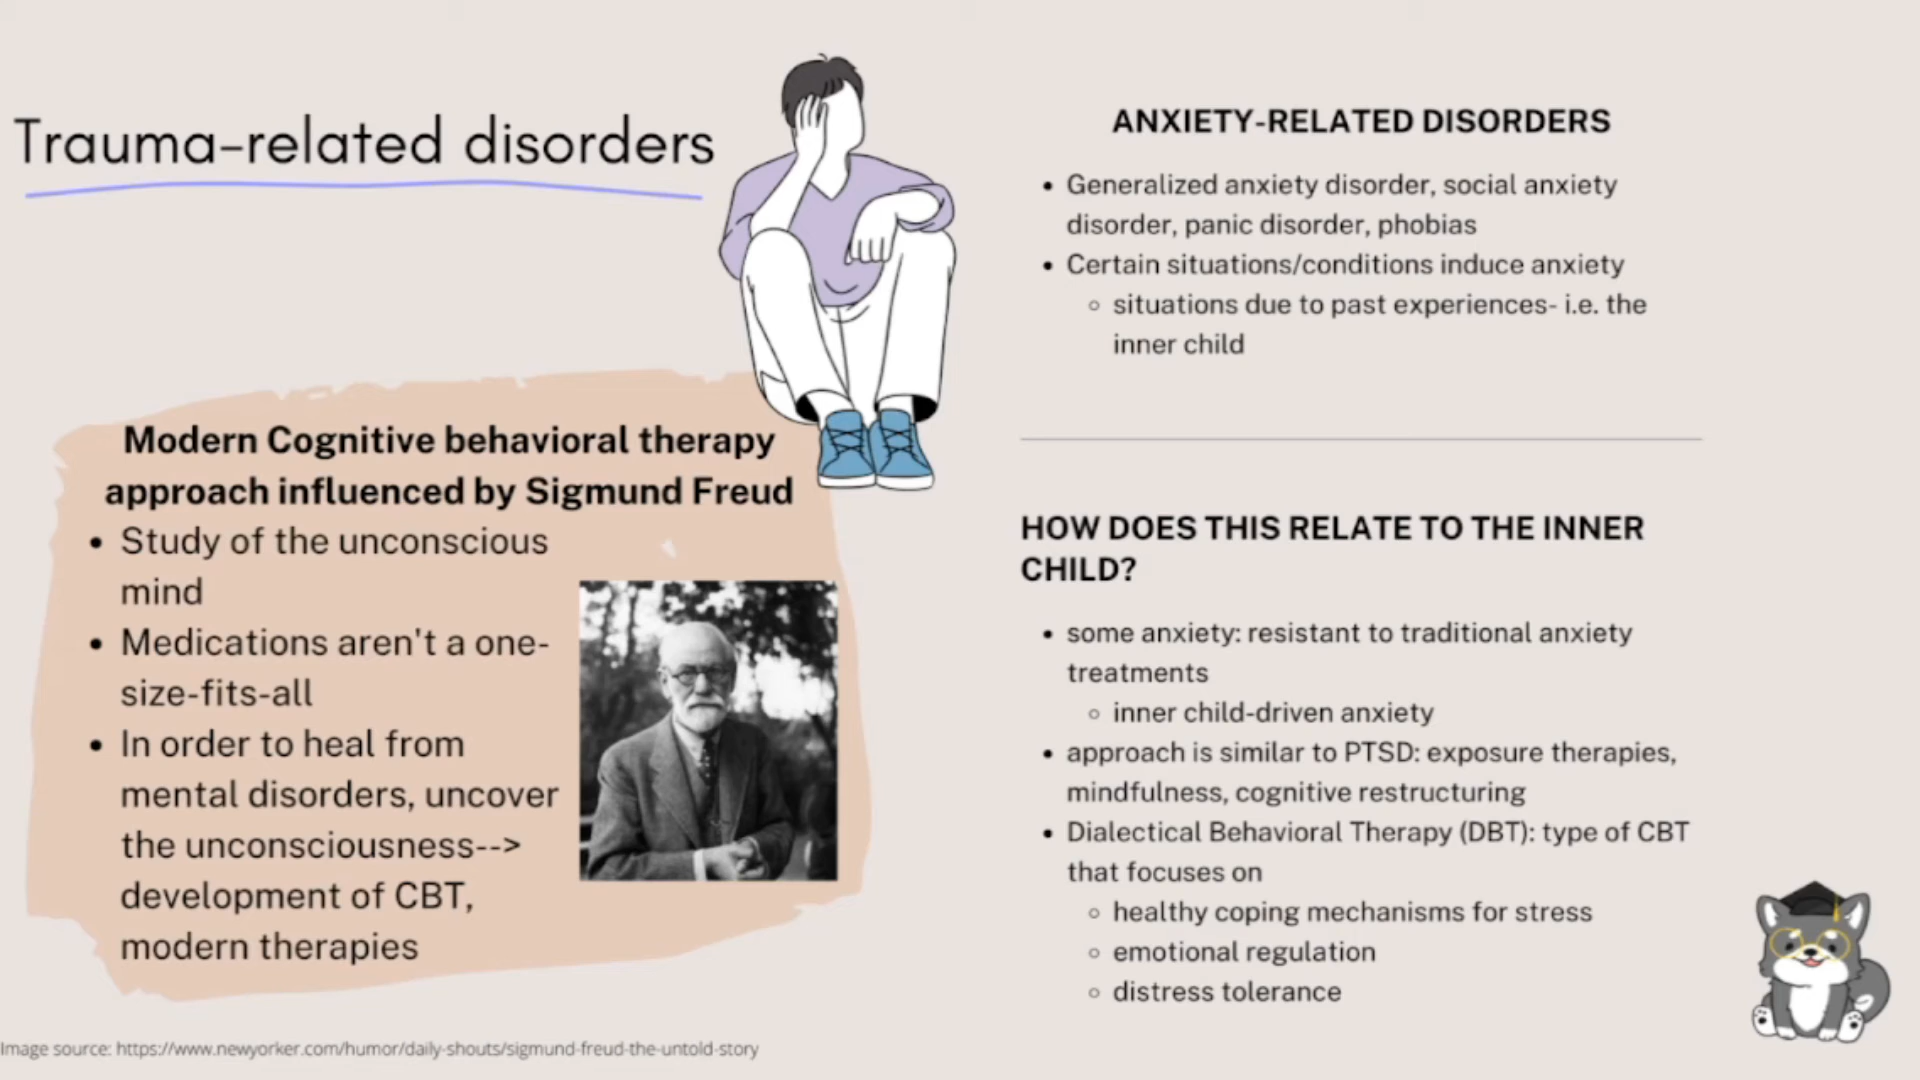 Trauma-related disorders
Modern Cognitive behavioral therapy
approach influenced by Sigmund Freud
• Study of the unconscious
mind
• Medications aren't a one-
size-fits-all
• In order to heal from
mental disorders, uncover
the unconsciousness-->
development of CBT,
modern therapies
Image source: https://www.newyorker.com/humor/daily-shouts/sigmund-freud-the-untold-story
ANXIETY-RELATED DISORDERS
• Generalized anxiety disorder, social anxiety
disorder, panic disorder, phobias
• Certain situations/conditions induce anxiety
◦ situations due to past experiences- i.e. the
inner child
HOW DOES THIS RELATE TO THE INNER
CHILD?
• some anxiety: resistant to traditional anxiety
treatments
◦ inner child-driven anxiety
• approach is similar to PTSD: exposure therapies,
mindfulness, cognitive restructuring
• Dialectical Behavioral Therapy (DBT): type of CBT
that focuses on
◦ healthy coping mechanisms for stress
◦ emotional regulation
◦ distress tolerance